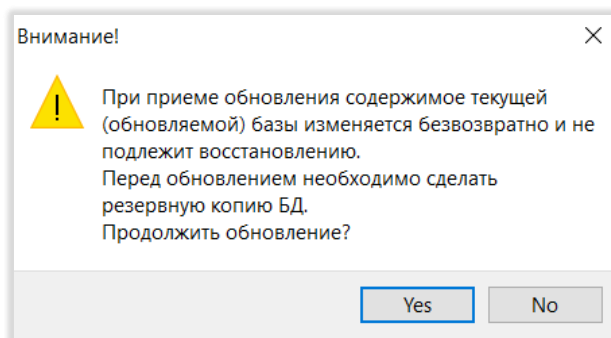 Внимание!
При приеме обновления содержимое текущей
(обновляемой) базы изменяется безвозвратно и не
подлежит восстановлению.
Перед обновлением необходимо сделать
резервную копию БД.
Продолжить обновление?
Yes No